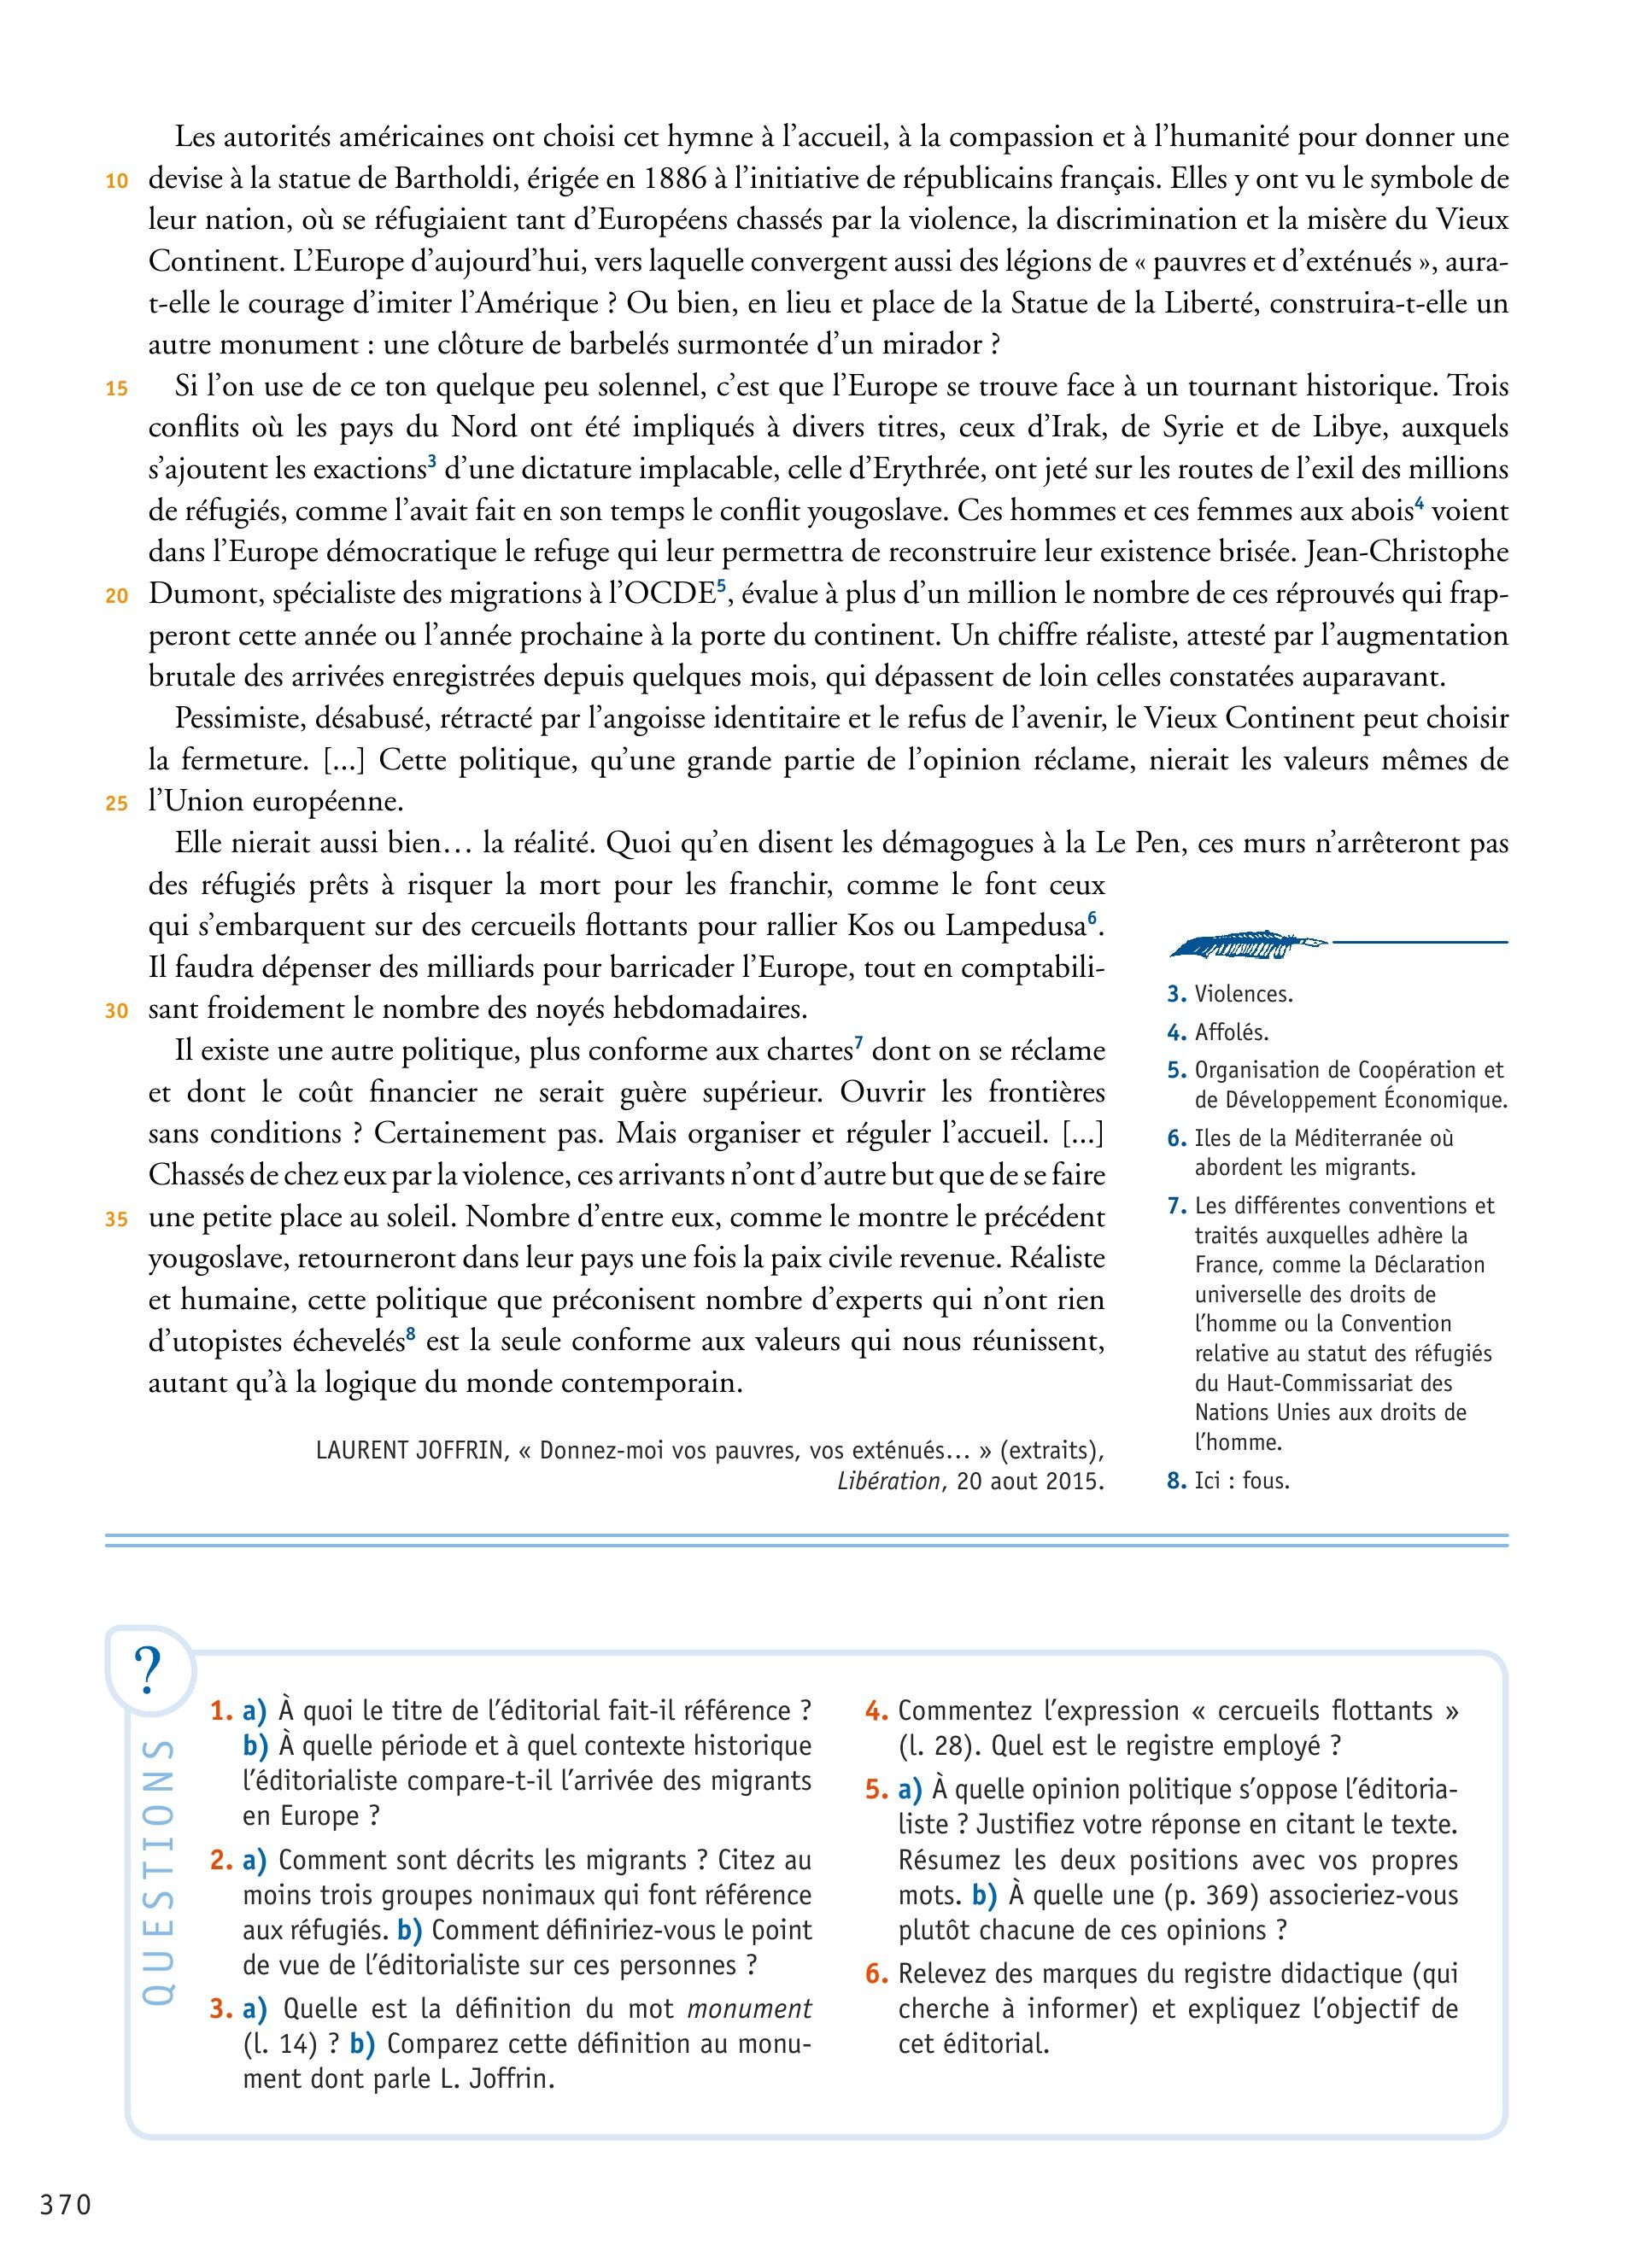 Les autorités américaines ont choisi cet hymne à l’accueil, à la compassion et à l’humanité pour donner une
10 devise à la statue de Bartholdi, érigée en 1886 à l’initiative de républicains français. Elles y ont vu le symbole de
leur nation, où se réfugiaient tant d’Européens chassés par la violence, la discrimination et la misère du Vieux
Continent. L’Europe d’aujourd’hui, vers laquelle convergent aussi des légions de « pauvres et d’exténués », aura-
t-elle le courage d’imiter l’Amérique ? Ou bien, en lieu et place de la Statue de la Liberté, construira-t-elle un
autre monument : une clôture de barbelés surmontée d’un mirador ?
15 Si l’on use de ce ton quelque peu solennel, c’est que l’Europe se trouve face à un tournant historique. Trois
conflits où les pays du Nord ont été impliqués à divers titres, ceux d’Irak, de Syrie et de Libye, auxquels
s’ajoutent les exactions3 d’une dictature implacable, celle d’Erythrée, ont jeté sur les routes de l’exil des millions
de réfugiés, comme l’avait fait en son temps le conflit yougoslave. Ces hommes et ces femmes aux abois4 voient
dans l’Europe démocratique le refuge qui leur permettra de reconstruire leur existence brisée. Jean-Christophe
20 Dumont, spécialiste des migrations à l’OCDE5, évalue à plus d’un million le nombre de ces réprouvés qui frap-
peront cette année ou l’année prochaine à la porte du continent. Un chiffre réaliste, attesté par l’augmentation
brutale des arrivées enregistrées depuis quelques mois, qui dépassent de loin celles constatées auparavant.
Pessimiste, désabusé, rétracté par l’angoisse identitaire et le refus de l’avenir, le Vieux Continent peut choisir
la fermeture. [...] Cette politique, qu’une grande partie de l’opinion réclame, nierait les valeurs mêmes de
25 l’Union européenne.
Elle nierait aussi bien… la réalité. Quoi qu’en disent les démagogues à la Le Pen, ces murs n’arrêteront pas
des réfugiés prêts à risquer la mort pour les franchir, comme le font ceux
qui s’embarquent sur des cercueils flottants pour rallier Kos ou Lampedusa6.
Il faudra dépenser des milliards pour barricader l’Europe, tout en comptabili-
30 sant froidement le nombre des noyés hebdomadaires.
Il existe une autre politique, plus conforme aux chartes7 dont on se réclame
et dont le coût financier ne serait guère supérieur. Ouvrir les frontières
sans conditions ? Certainement pas. Mais organiser et réguler l’accueil. [...]
Chassés de chez eux par la violence, ces arrivants n’ont d’autre but que de se faire
35 une petite place au soleil. Nombre d’entre eux, comme le montre le précédent
yougoslave, retourneront dans leur pays une fois la paix civile revenue. Réaliste
et humaine, cette politique que préconisent nombre d’experts qui n’ont rien
d’utopistes échevelés8 est la seule conforme aux valeurs qui nous réunissent,
autant qu’à la logique du monde contemporain.
LAURENT JOFFRIN, « Donnez-moi vos pauvres, vos exténués… » (extraits),
Libération, 20 aout 2015.
3. Violences.
4. Affolés.
5. Organisation de Coopération et
de Développement Économique.
6. Iles de la Méditerranée où
abordent les migrants.
7. Les différentes conventions et
traités auxquelles adhère la
France, comme la Déclaration
universelle des droits de
l’homme ou la Convention
relative au statut des réfugiés
du Haut-Commissariat des
Nations Unies aux droits de
l’homme.
8. Ici : fous.
?
QUESTIONS
1. a) À quoi le titre de l’éditorial fait-il référence ?
b) À quelle période et à quel contexte historique
l’éditorialiste compare-t-il l’arrivée des migrants
en Europe ?
2. a) Comment sont décrits les migrants ? Citez au
moins trois groupes nonimaux qui font référence
aux réfugiés. b) Comment définiriez-vous le point
de vue de l’éditorialiste sur ces personnes ?
3. a) Quelle est la définition du mot monument
(l. 14) ? b) Comparez cette définition au monu-
ment dont parle L. Joffrin.
4. Commentez l’expression « cercueils flottants »
(l. 28). Quel est le registre employé ?
5. a) À quelle opinion politique s’oppose l’éditoria-
liste ? Justifiez votre réponse en citant le texte.
Résumez les deux positions avec vos propres
mots. b) À quelle une (p. 369) associeriez-vous
plutôt chacune de ces opinions ?
6. Relevez des marques du registre didactique (qui
cherche à informer) et expliquez l’objectif de
cet éditorial.
370